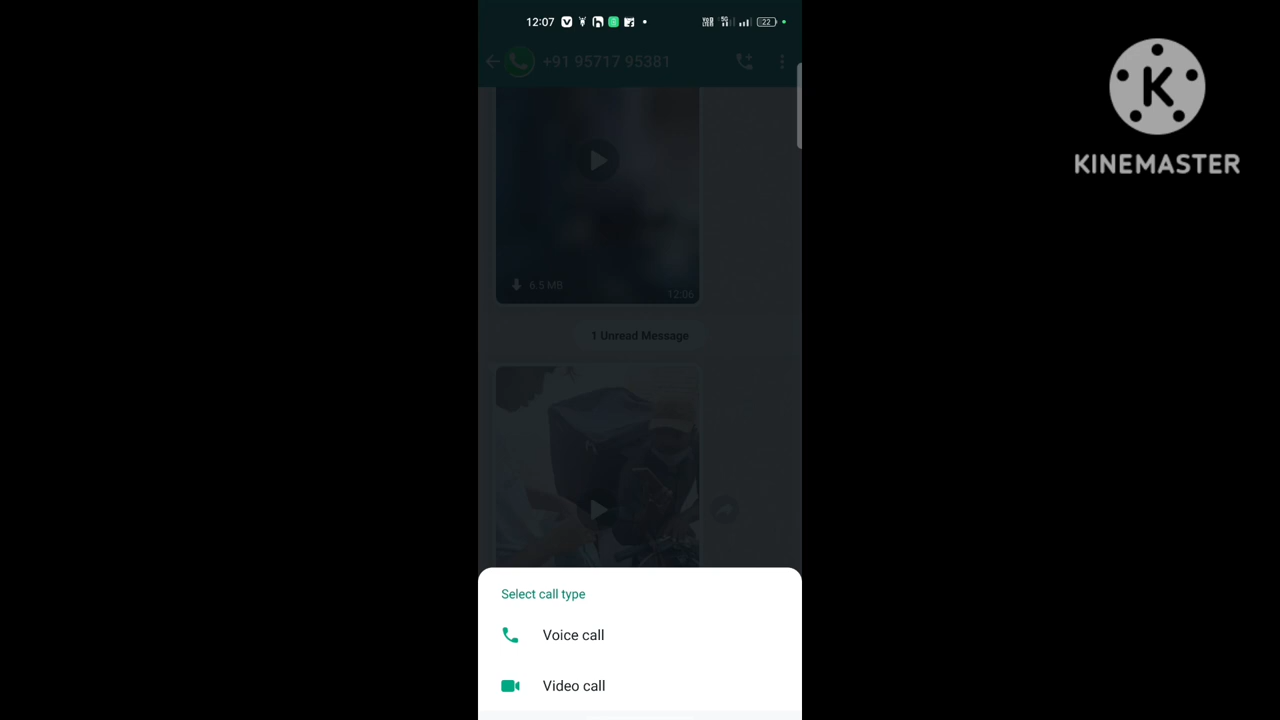 12:07
22
+91 95717 95381
K
KINEMASTER
6.5 MB
12:06
1 Unread Message
Select call type
Voice call
Video call